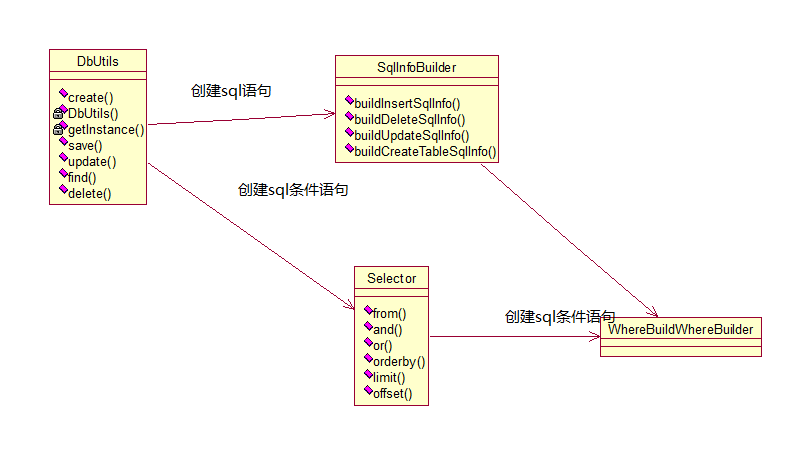 DbUtils
create()
DbUtils()
getInstance()
save()
update()
find()
delete()
创建sql语句
SqlInfoBuilder
buildInsertSqlInfo()
buildDeleteSqlInfo()
buildUpdateSqlInfo()
buildCreateTableSqlInfo()
创建sql条件语句
Selector
from()
and()
or()
orderby()
limit()
offset()
创建sql条件语句
WhereBuildWhereBuilder